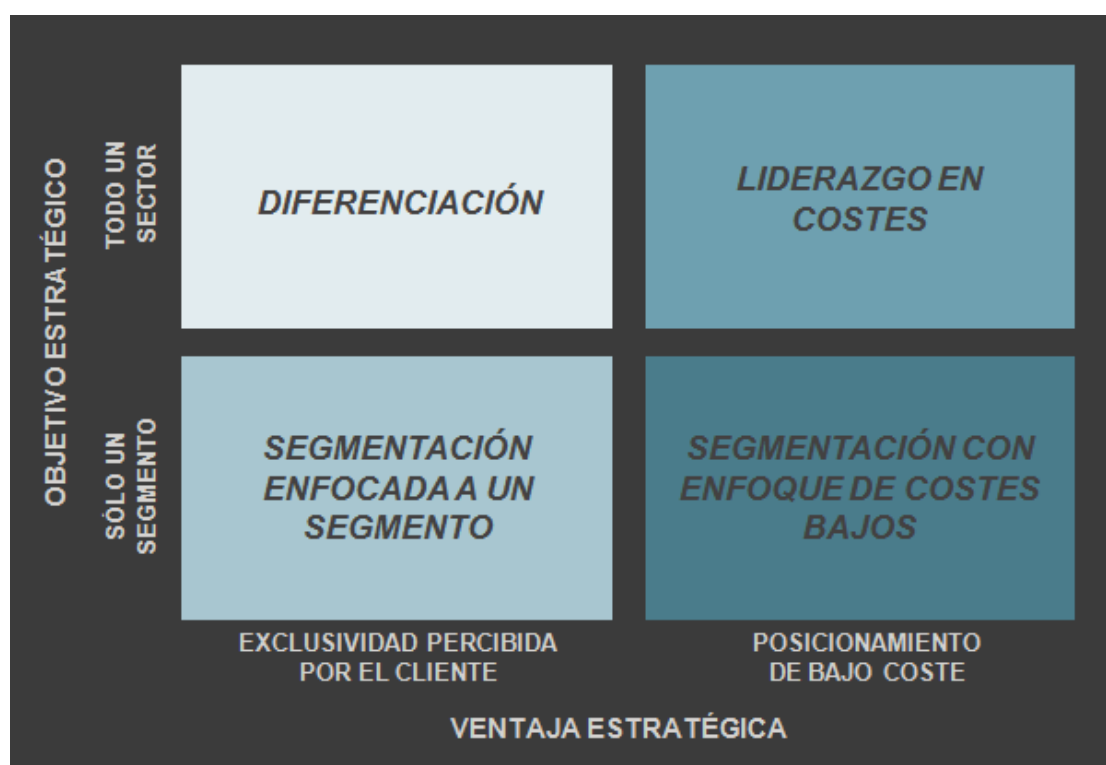 OBJETIVO ESTRATÉGICO
TODO UN
SECTOR
DIFERENCIACIÓN
LIDERAZGO EN
COSTES
SÓLO UN
SEGMENTO
SEGMENTACIÓN
ENFOCADA A UN
SEGMENTO
SEGMENTACIÓN CON
ENFOQUE DE COSTES
BAJOS
EXCLUSIVIDAD PERCIBIDA
POR EL CLIENTE
POSICIONAMIENTO
DE BAJO COSTE
VENTAJA ESTRATÉGICA